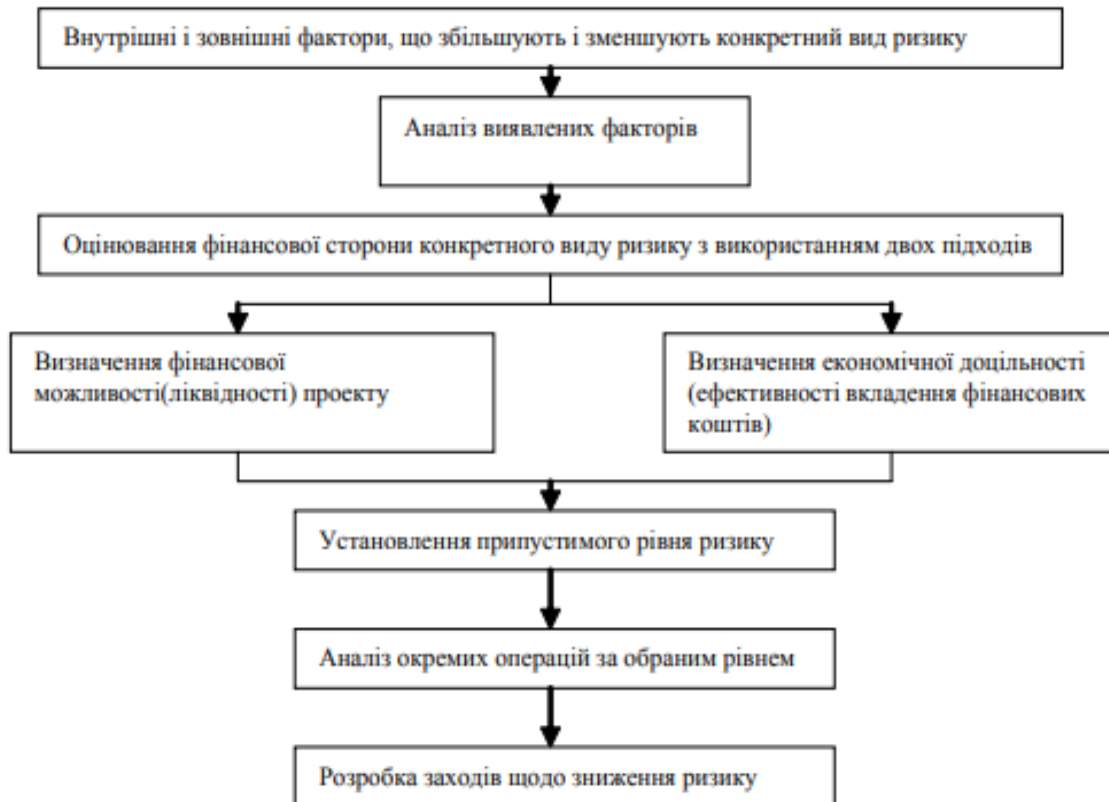 Внутрішні і зовнішні фактори, що збільшують і зменшують конкретний вид ризику
Аналіз виявлених факторів
Оцінювання фінансової сторони конкретного виду ризику з використанням двох підходів
Визначення фінансової
можливості(ліквідності) проекту
Визначення економічної доцільності
(ефективності вкладення фінансових
коштів)
Установлення припустимого рівня ризику
Аналіз окремих операцій за обраним рівнем
Розробка заходів щодо зниження ризику